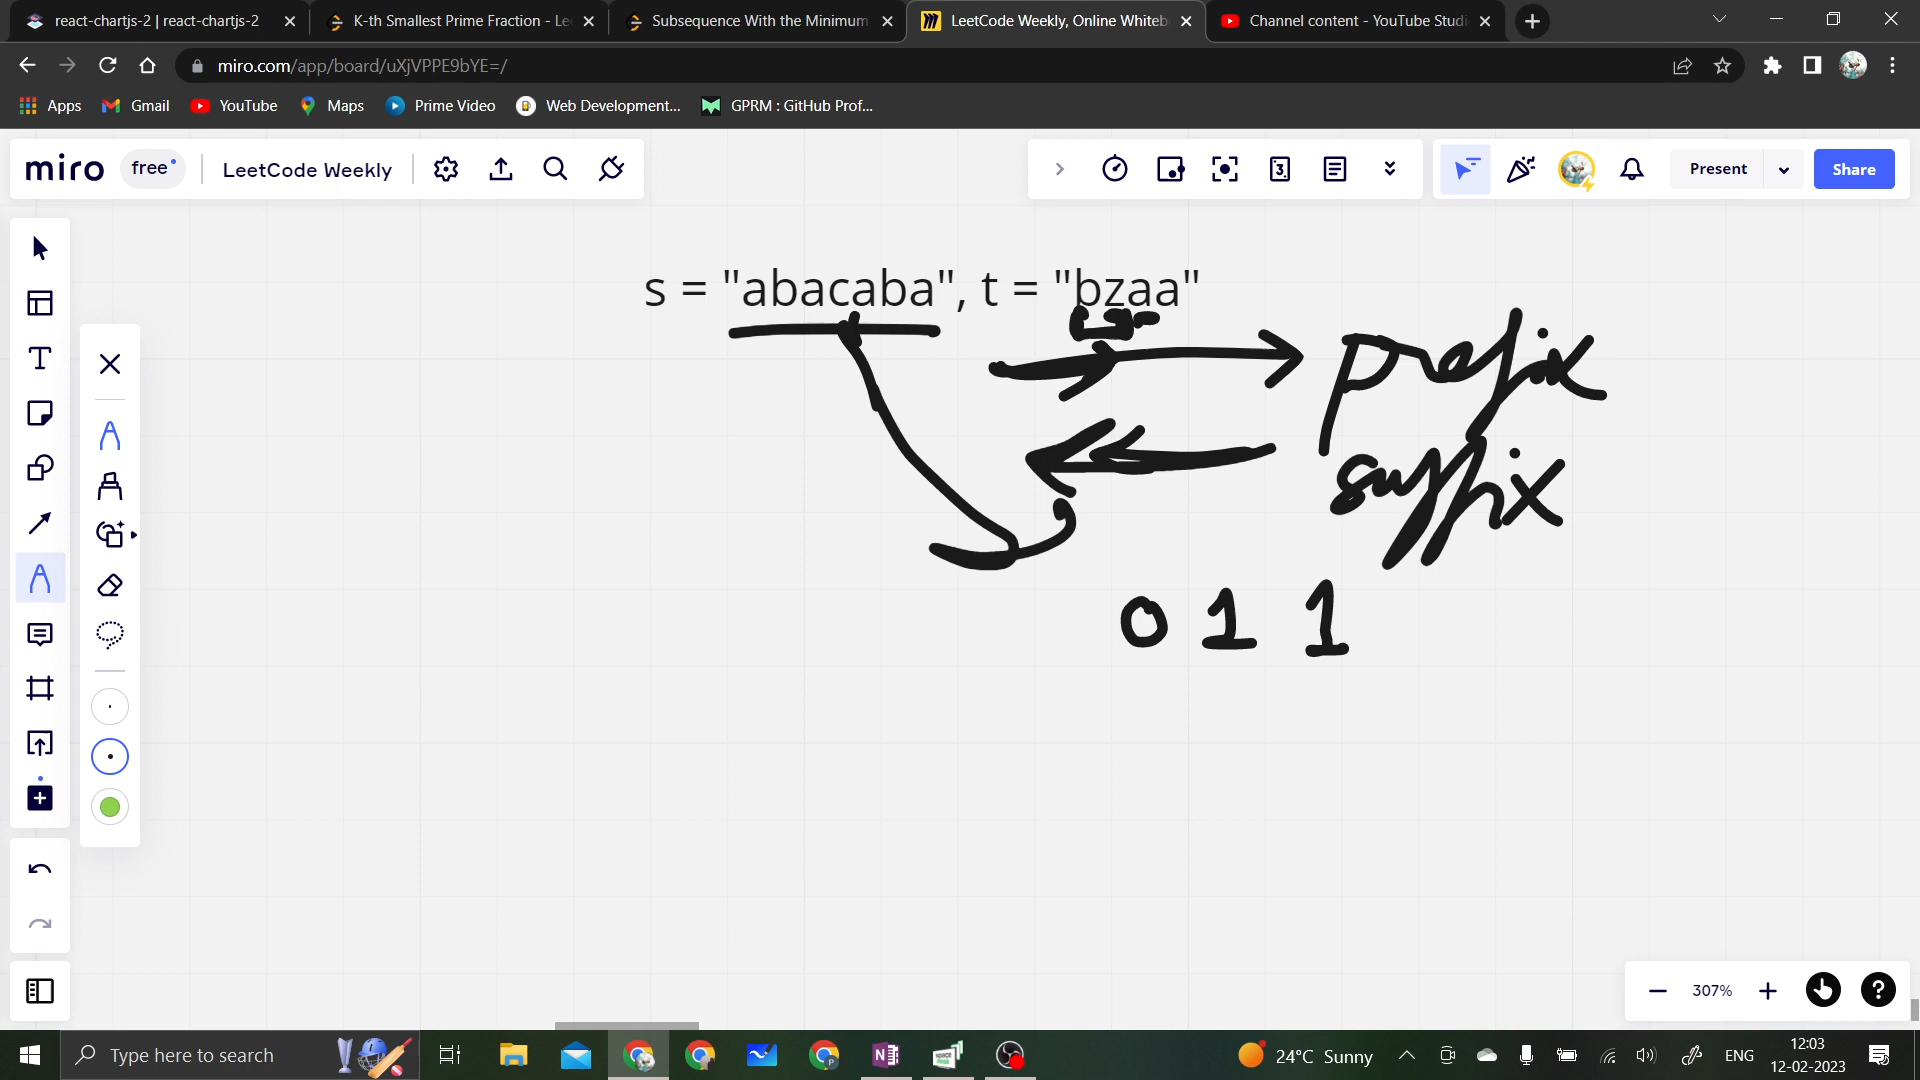 react-chartjs-2 | react-chartjs-2
K-th Smallest Prime Fraction - Le
Subsequence With the Minimum
LeetCode Weekly, Online Whiteb
Channel content - YouTube Studi
miro.com/app/board/uXjVPPE9bYE=/
Apps
Gmail
YouTube
Maps
Prime Video
Web Development...
GPRM : GitHub Prof...
miro
free
LeetCode Weekly
Present
Share
s = "abacaba", t = "bzaa"
prefix
suffix
0 1 1
307%
Type here to search
24°C Sunny
ENG
12:03
12-02-2023